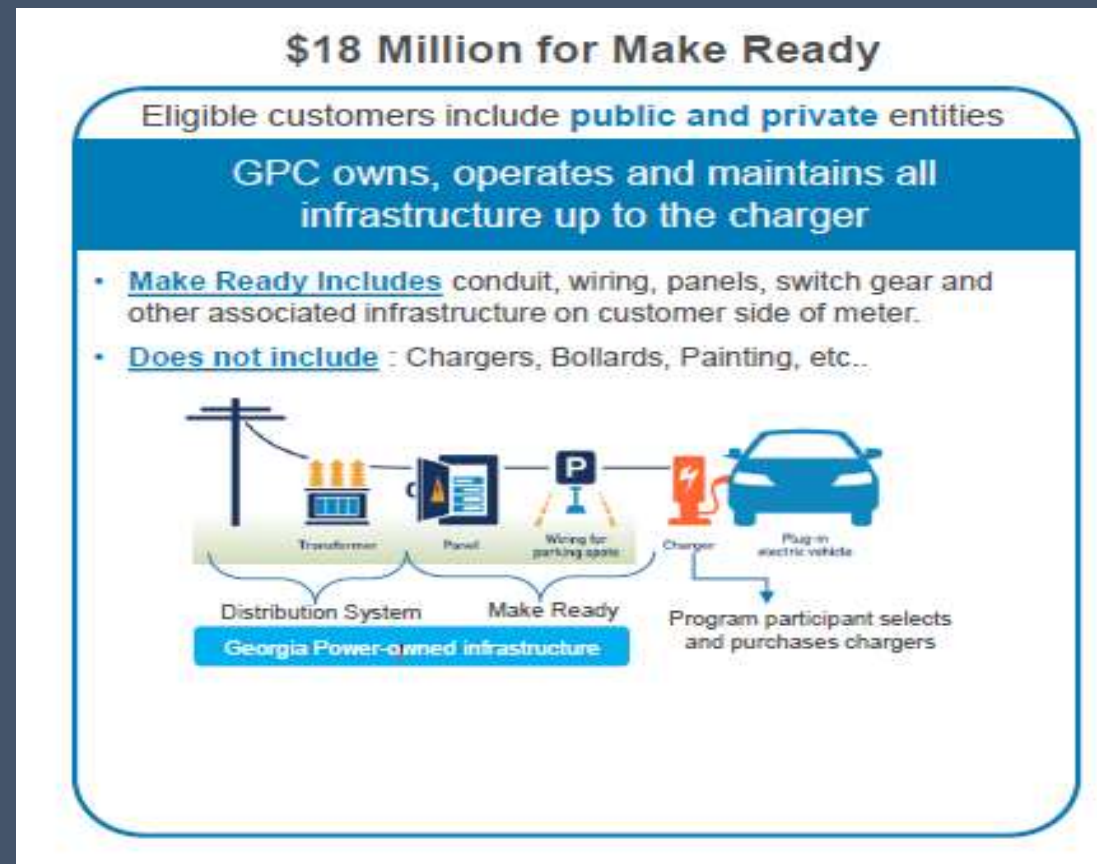 $18 Million for Make Ready
Eligible customers include public and private entities
GPC owns, operates and maintains all
infrastructure up to the charger
• Make Ready Includes conduit, wiring, panels, switch gear and
other associated infrastructure on customer side of meter.
• Does not include : Chargers, Bollards, Painting, etc..
P
Transformer
Panel
Wiring for
parking spots
Charger
Plug-in
electric vehicle
Distribution System
Make Ready
Georgia Power-owned infrastructure
Program participant selects
and purchases chargers